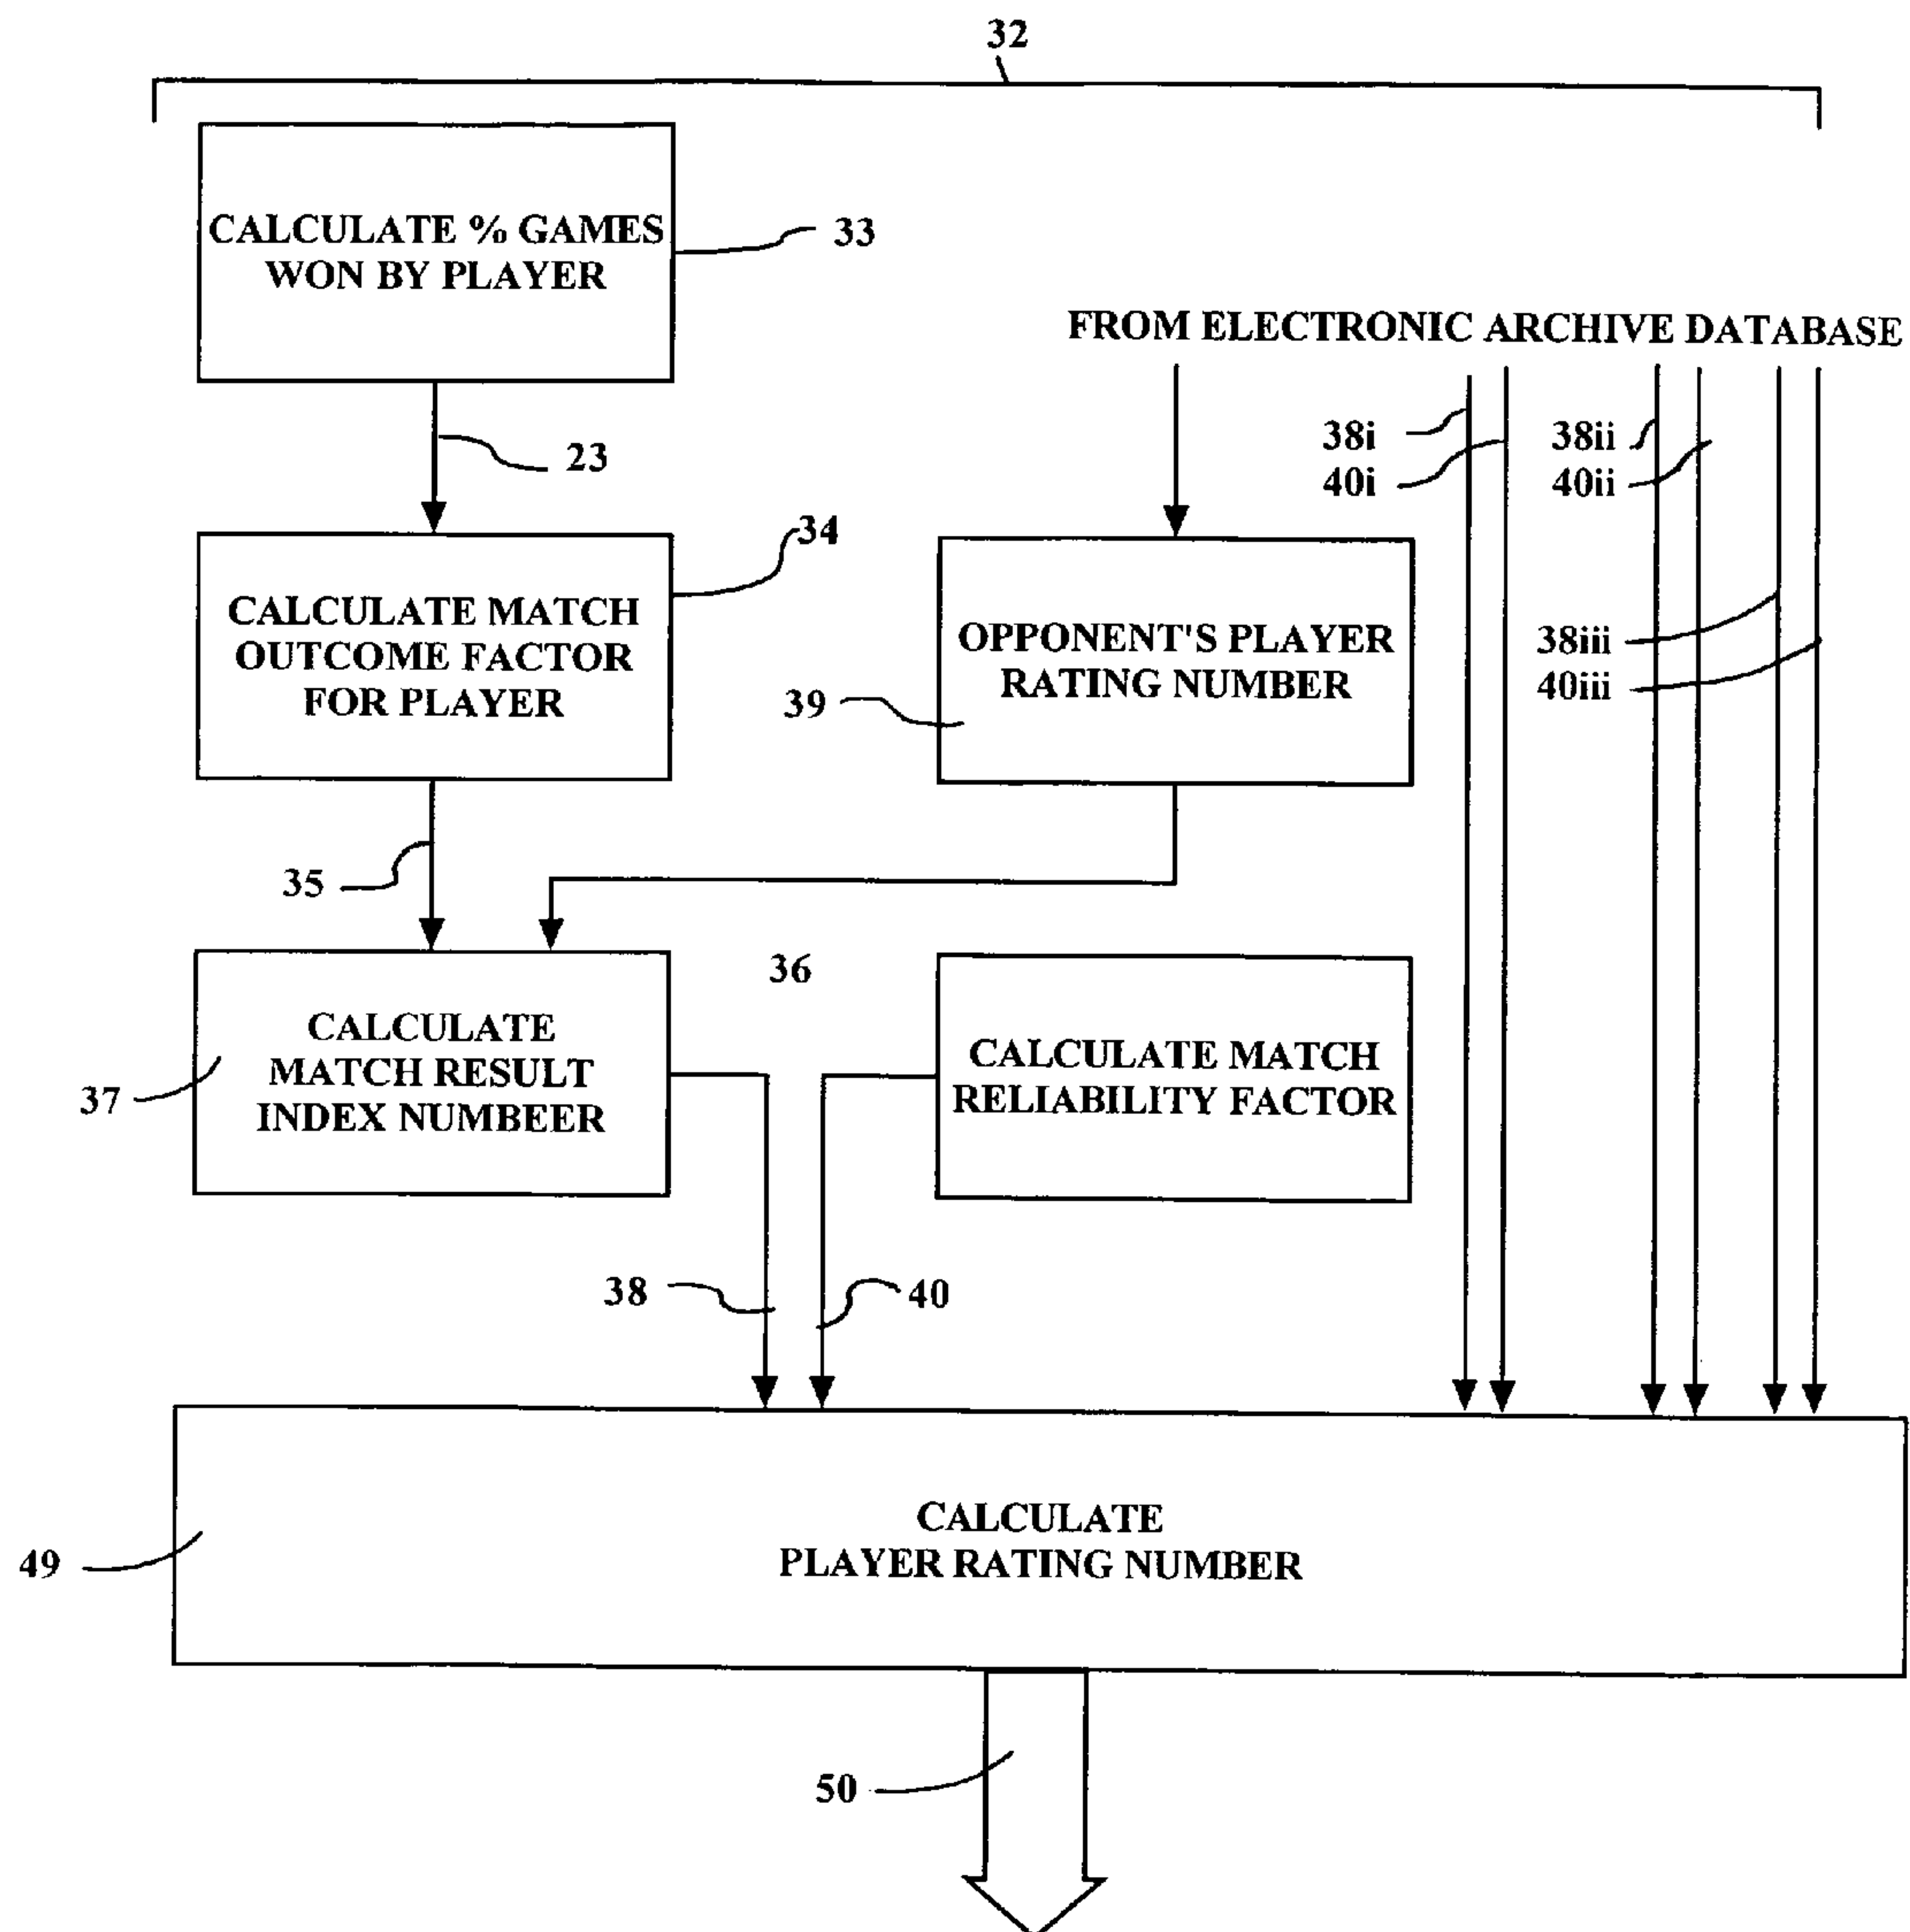 32
CALCULATE % GAMES
WON BY PLAYER
33
FROM ELECTRONIC ARCHIVE DATABASE
23
38i
40i
38ii
40ii
34
CALCULATE MATCH
OUTCOME FACTOR
FOR PLAYER
OPPONENT'S PLAYER
RATING NUMBER
39
38iii
40iii
35
36
CALCULATE
MATCH RESULT
INDEX NUMBEER
37
CALCULATE MATCH
RELIABILITY FACTOR
38
40
CALCULATE
PLAYER RATING NUMBER
49
50